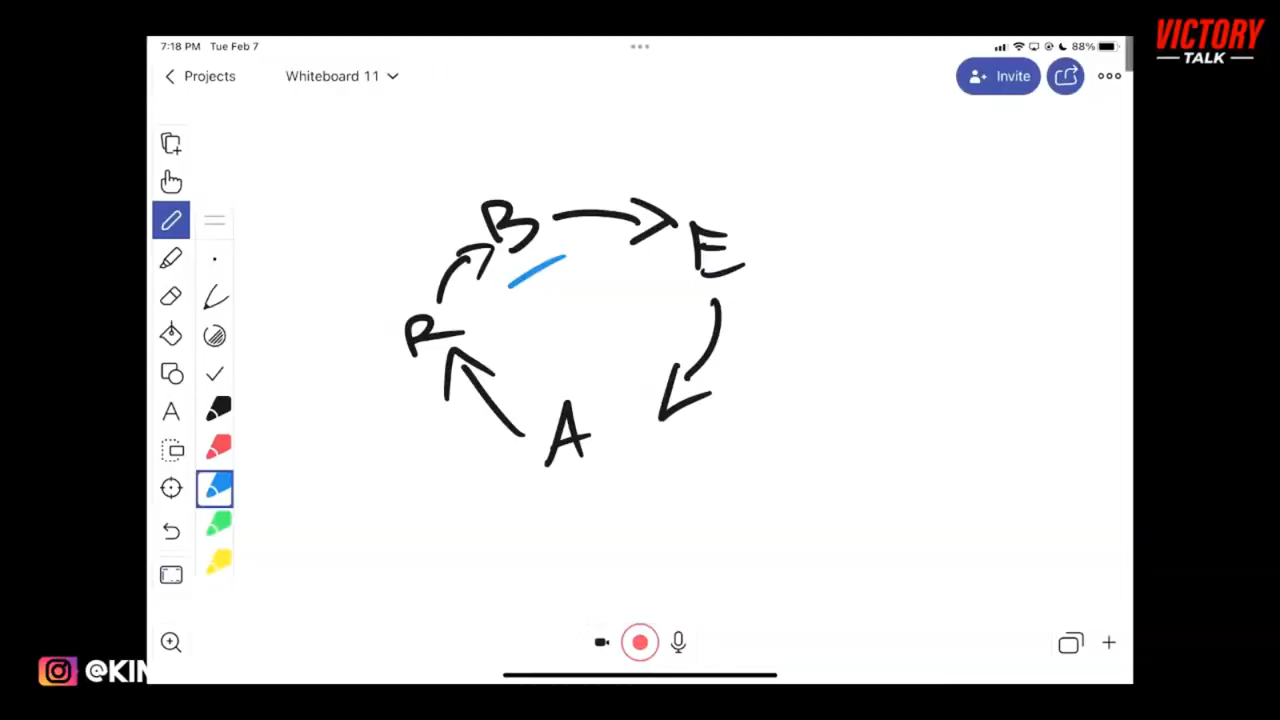 VICTORY
TALK
7:18 PM Tue Feb 7
88%
Projects
Whiteboard 11
Invite
B
E
R
A
A
@KIN